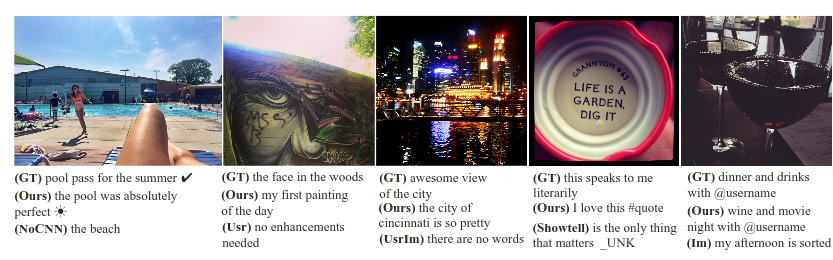 GRANNYISM #65
LIFE IS A
GARDEN,
DIG IT
(GT) pool pass for the summer ✔
(Ours) the pool was absolutely
perfect ☀
(NoCNN) the beach
(GT) the face in the woods
(Ours) my first painting
of the day
(Usr) no enhancements
needed
(GT) awesome view
of the city
(Ours) the city of
cincinnati is so pretty
(UsrIm) there are no words
(GT) this speaks to me
literarily
(Ours) I love this #quote
(Showtell) is the only thing
that matters _UNK
(GT) dinner and drinks
with @username
(Ours) wine and movie
night with @username
(Im) my afternoon is sorted